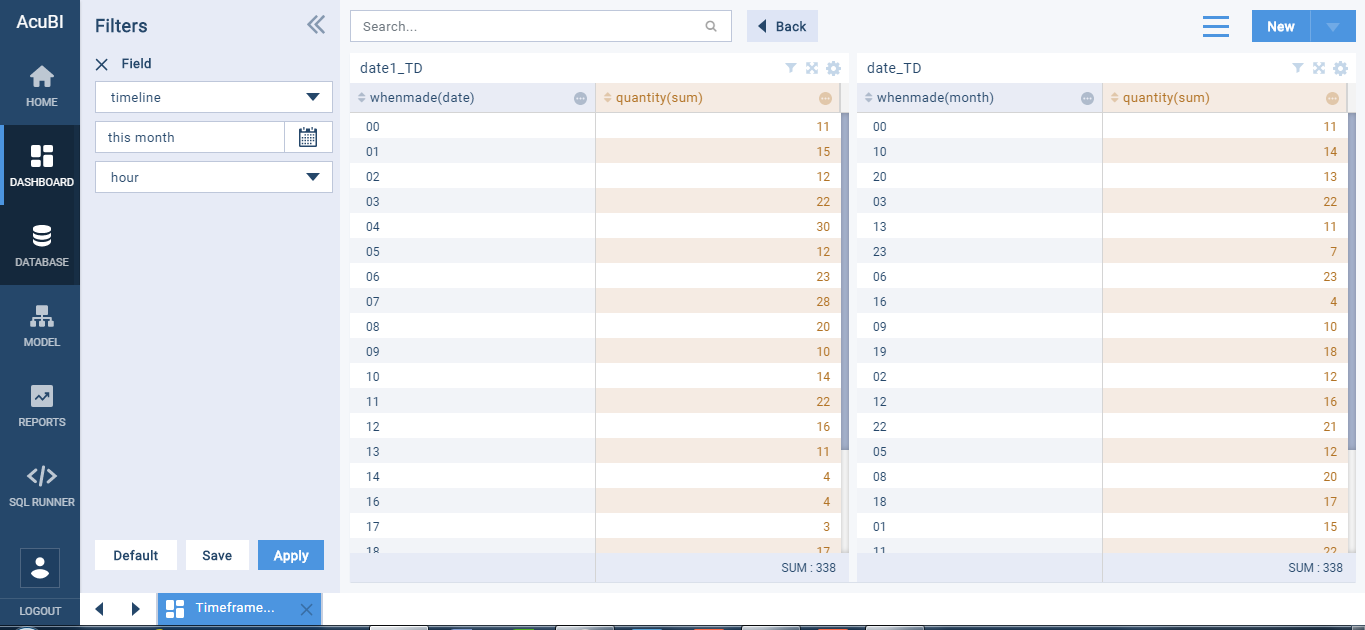 AcuBI
HOME
DASHBOARD
DATABASE
MODEL
REPORTS
SQL RUNNER
LOGOUT
Filters
Field
timeline
this month
hour
Default Save Apply
Search...
Back
New
date1_TD
whenmade(date) quantity(sum)
00 11
01 15
02 12
03 22
04 30
05 12
06 23
07 28
08 20
09 10
10 14
11 22
12 16
13 11
14 4
16 4
17 3
18 17
SUM : 338
date_TD
whenmade(month) quantity(sum)
00 11
10 14
20 13
03 22
13 11
23 7
06 23
16 4
09 10
19 18
02 12
12 16
22 21
05 12
08 20
18 17
01 15
11 22
SUM : 338
Timeframe...